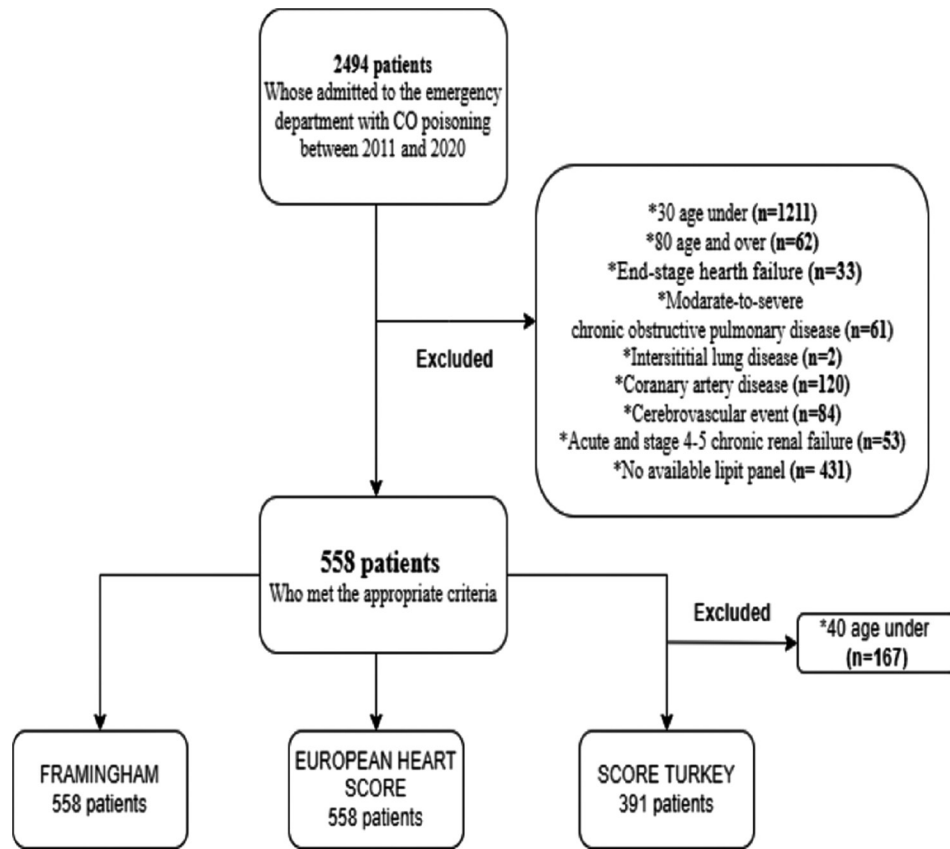 2494 patients
Whose admitted to the emergency
department with CO poisoning
between 2011 and 2020
Excluded
*30 age under (n=1211)
*80 age and over (n=62)
*End-stage hearth failure (n=33)
*Modarate-to-severe
chronic obstructive pulmonary disease (n=61)
*Intersititial lung disease (n=2)
*Coranary artery disease (n=120)
*Cerebrovascular event (n=84)
*Acute and stage 4-5 chronic renal failure (n=53)
*No available lipit panel (n= 431)
558 patients
Who met the appropriate criteria
Excluded
*40 age under
(n=167)
FRAMINGHAM
558 patients
EUROPEAN HEART
SCORE
558 patients
SCORE TURKEY
391 patients